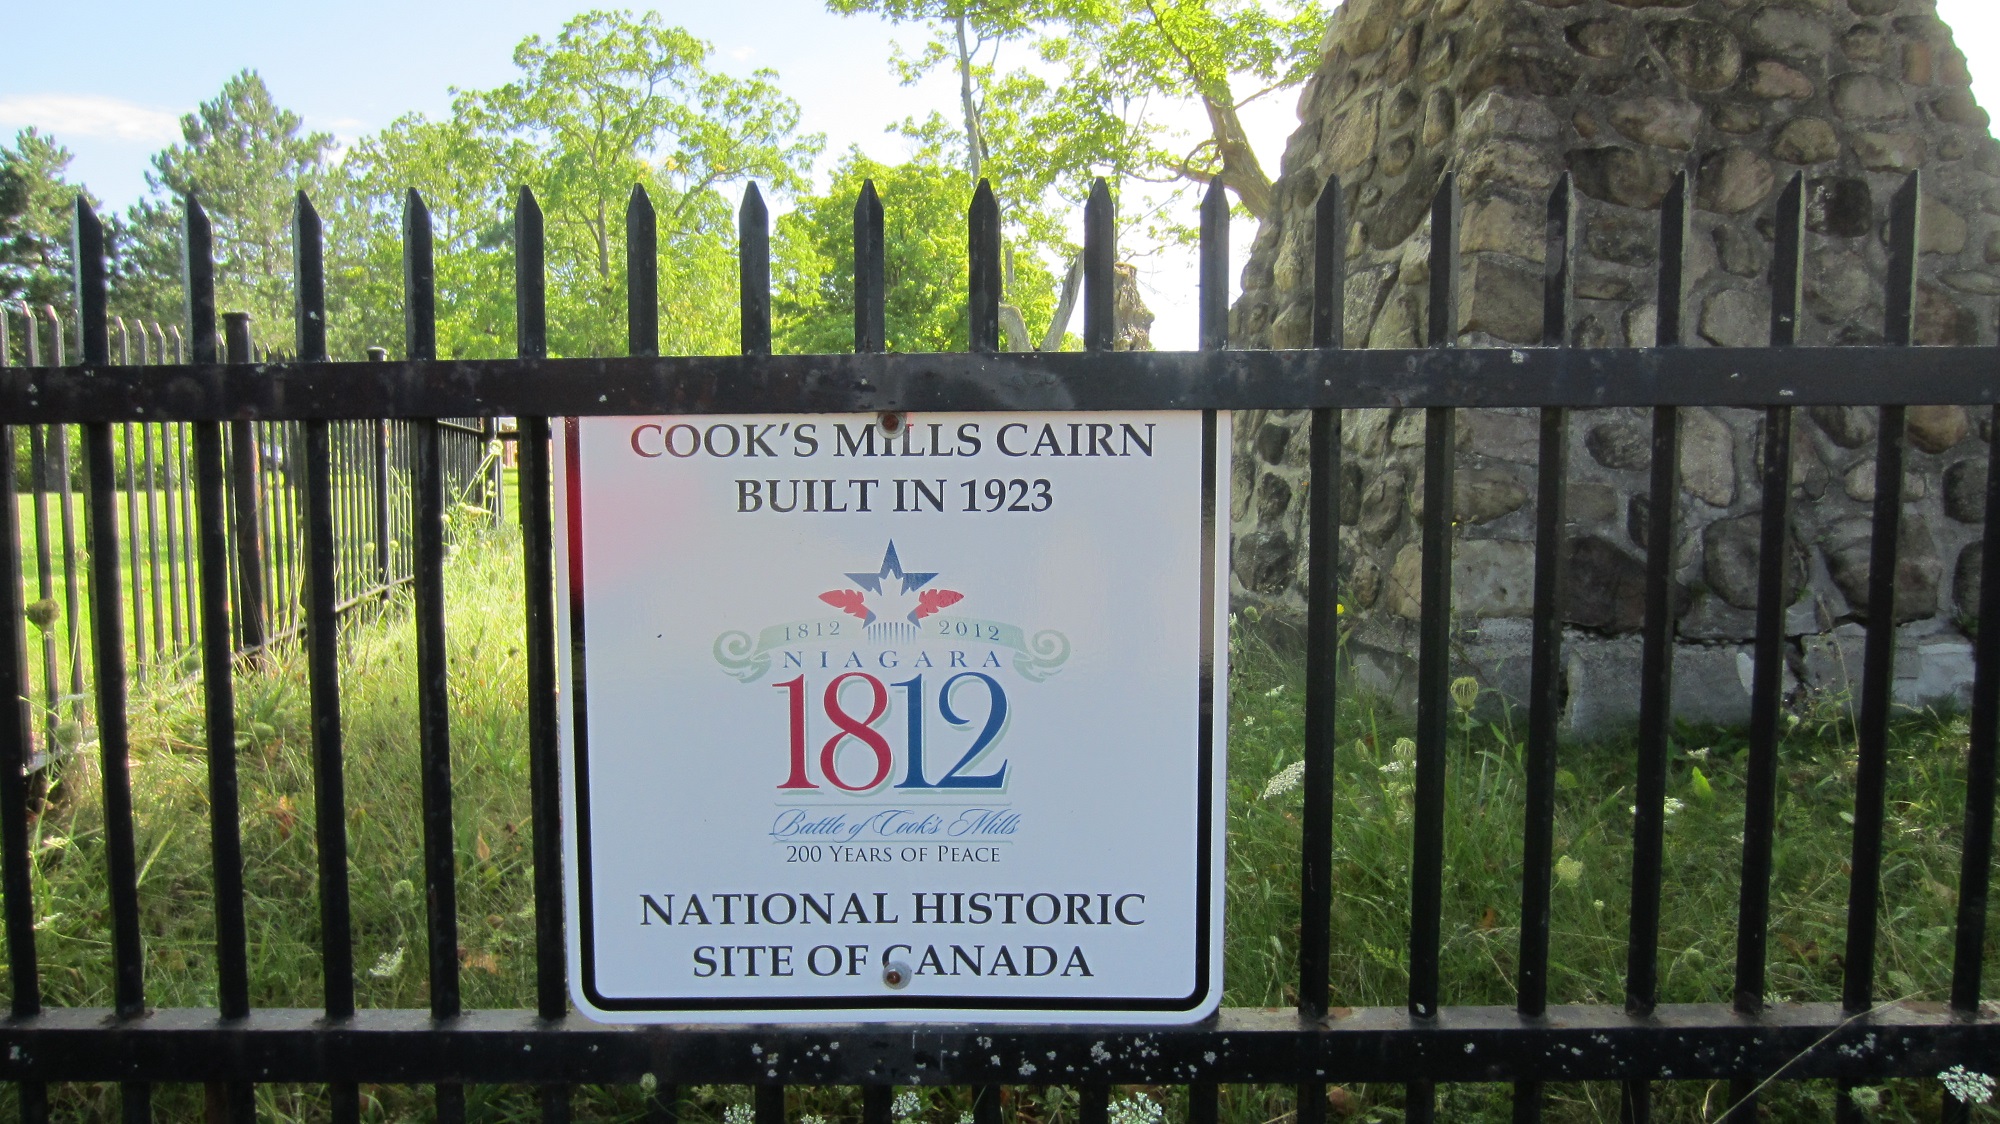 COOK'S MILLS CAIRN
BUILT IN 1923
1812 2012
NIAGARA
1812
Battle of Cook's Mills
200 YEARS OF PEACE
NATIONAL HISTORIC
SITE OF CANADA